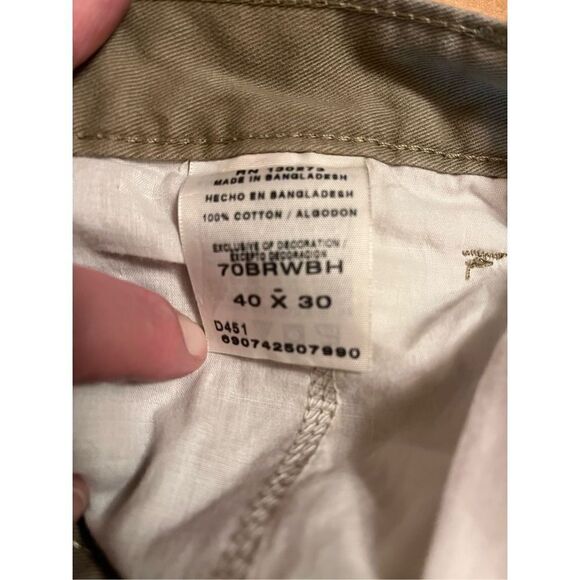 RN 130273
MADE IN BANGLADESH
HECHO EN BANGLADESH
100% COTTON / ALGODON
EXCLUSIVE OF DECORATION /
EXCEPTO DECORACION
70BRWBH
-
40 X 30
D451
690742507990